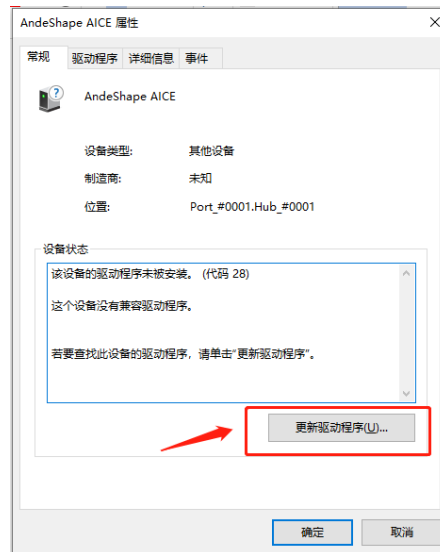 AndeShape AICE 属性
常规 驱动程序 详细信息 事件
AndeShape AICE
设备类型: 其他设备
制造商: 未知
位置: Port_#0001.Hub_#0001
设备状态
该设备的驱动程序未被安装。 (代码 28)
这个设备没有兼容驱动程序。
若要查找此设备的驱动程序，请单击“更新驱动程序”。
更新驱动程序(U)...
确定 取消